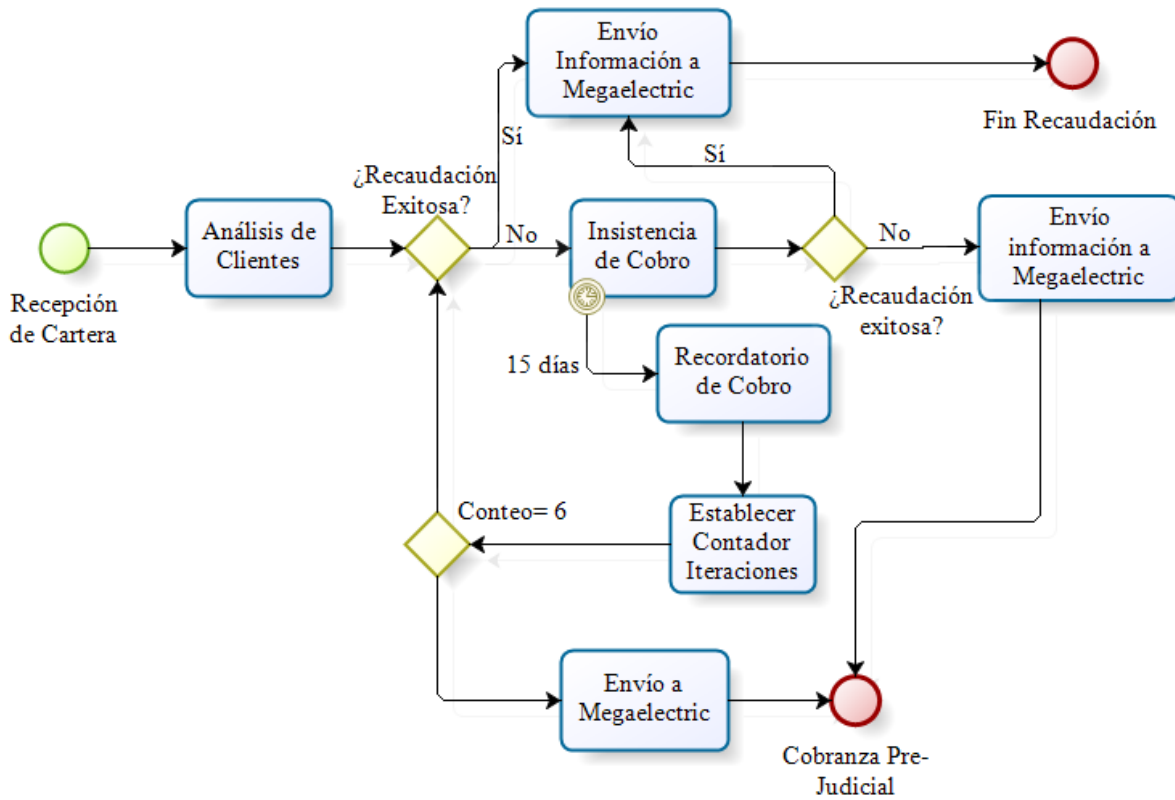 Envío
Información a
Megaelectric
Fin Recaudación
Sí
Sí
¿Recaudación
Exitosa?
Análisis de
Clientes
No
Insistencia
de Cobro
No
Envío
información a
Megaelectric
Recepción
de Cartera
¿Recaudación
exitosa?
15 días
Recordatorio
de Cobro
Conteo= 6
Establecer
Contador
Iteraciones
Envío a
Megaelectric
Cobranza Pre-
Judicial